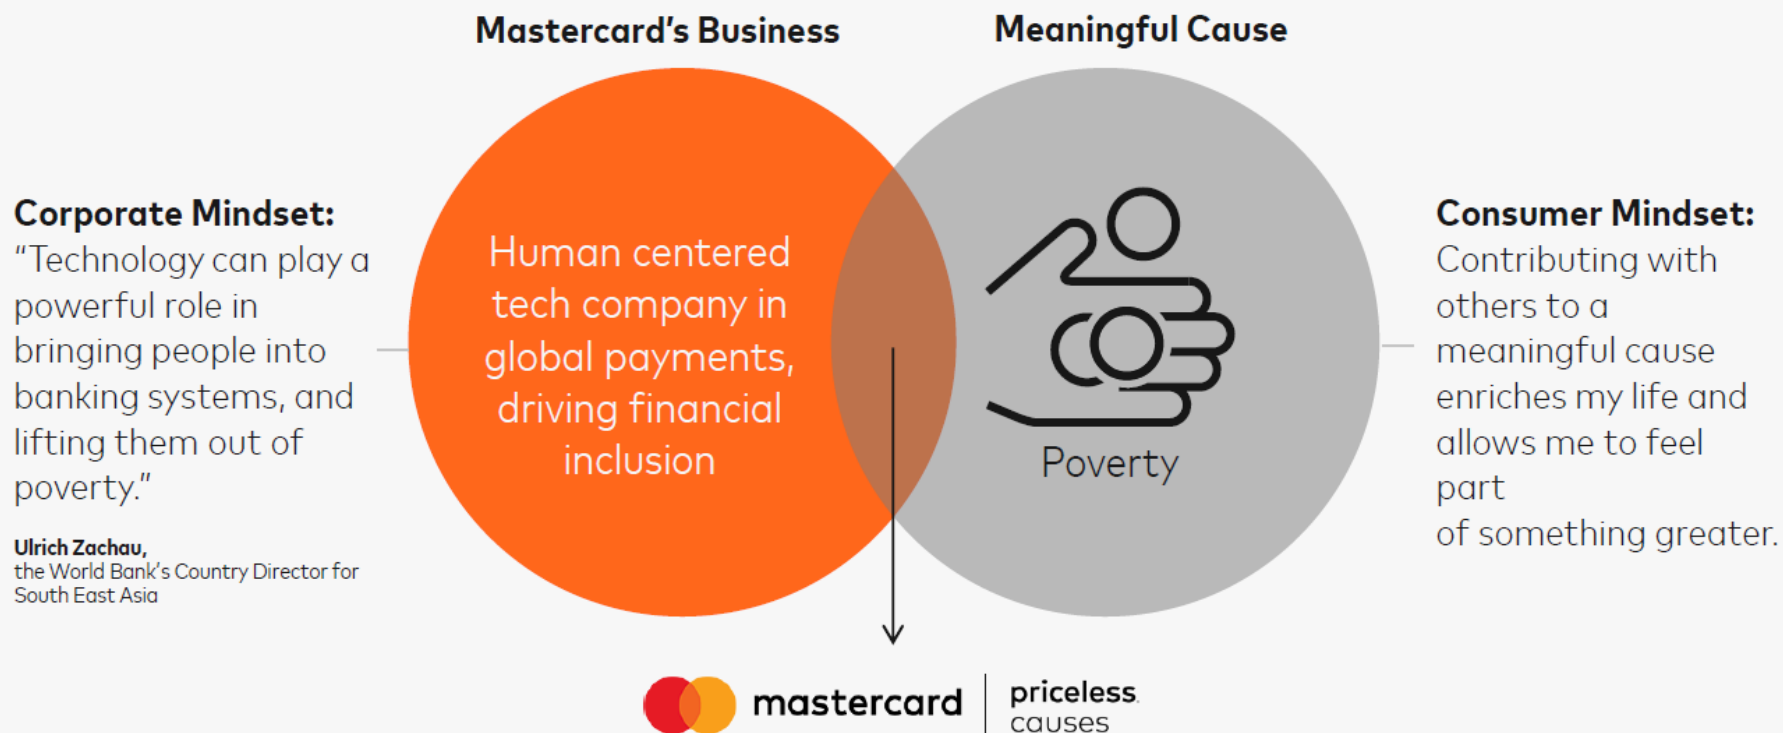 Mastercard’s Business
Meaningful Cause
Corporate Mindset:
“Technology can play a
powerful role in
bringing people into
banking systems, and
lifting them out of
poverty.”
Ulrich Zachau,
the World Bank’s Country Director for
South East Asia
Human centered
tech company in
global payments,
driving financial
inclusion
Poverty
Consumer Mindset:
Contributing with
others to a
meaningful cause
enriches my life and
allows me to feel
part
of something greater.
mastercard
priceless.
causes